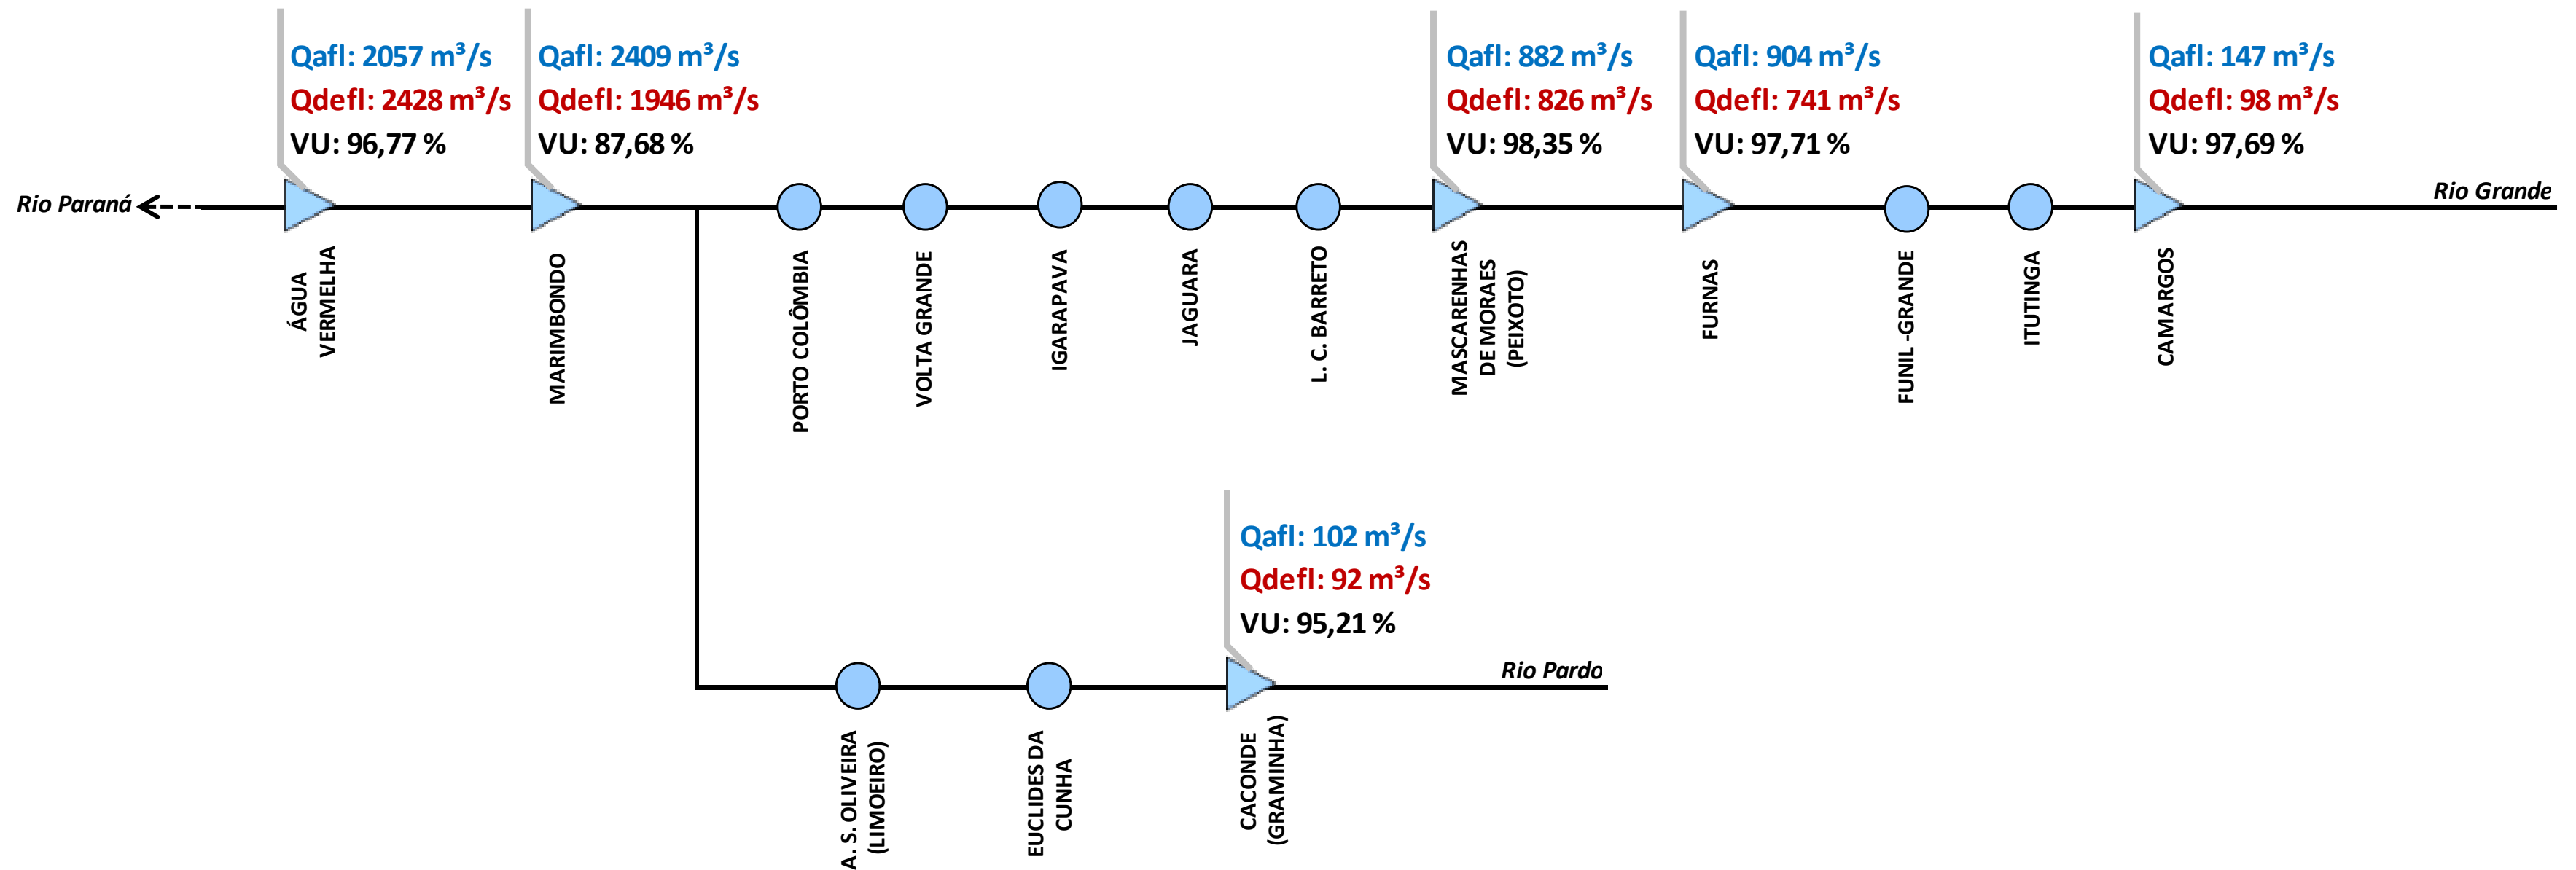 Qafl: 2057 m³/s
Qdefl: 2428 m³/s
VU: 96,77 %
Qafl: 2409 m³/s
Qdefl: 1946 m³/s
VU: 87,68 %
Qafl: 882 m³/s
Qdefl: 826 m³/s
VU: 98,35 %
Qafl: 904 m³/s
Qdefl: 741 m³/s
VU: 97,71 %
Qafl: 147 m³/s
Qdefl: 98 m³/s
VU: 97,69 %
Rio Paraná
Rio Grande
ÁGUA
VERMELHA
MARIMBONDO
PORTO COLÔMBIA
VOLTA GRANDE
IGARAPAVA
JAGUARA
L. C. BARRETO
MASCARENHAS
DE MORAES
(PEIXOTO)
FURNAS
FUNIL -GRANDE
ITUTINGA
CAMARGOS
Qafl: 102 m³/s
Qdefl: 92 m³/s
VU: 95,21 %
Rio Pardo
A. S. OLIVEIRA
(LIMOEIRO)
EUCLIDES DA
CUNHA
CACONDE
(GRAMINHA)